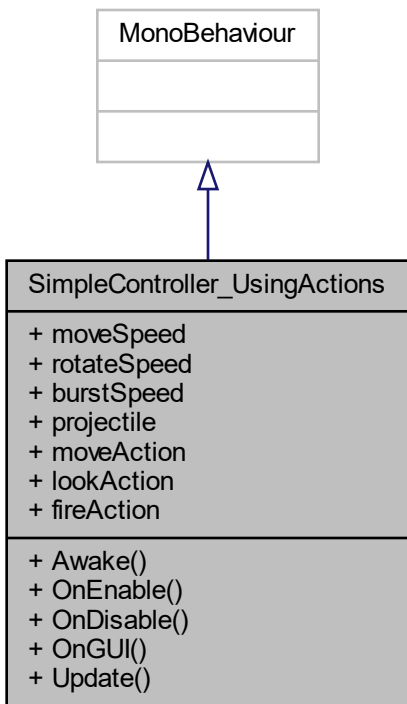 MonoBehaviour
SimpleController_UsingActions
+ moveSpeed
+ rotateSpeed
+ burstSpeed
+ projectile
+ moveAction
+ lookAction
+ fireAction
+ Awake()
+ OnEnable()
+ OnDisable()
+ OnGUI()
+ Update()